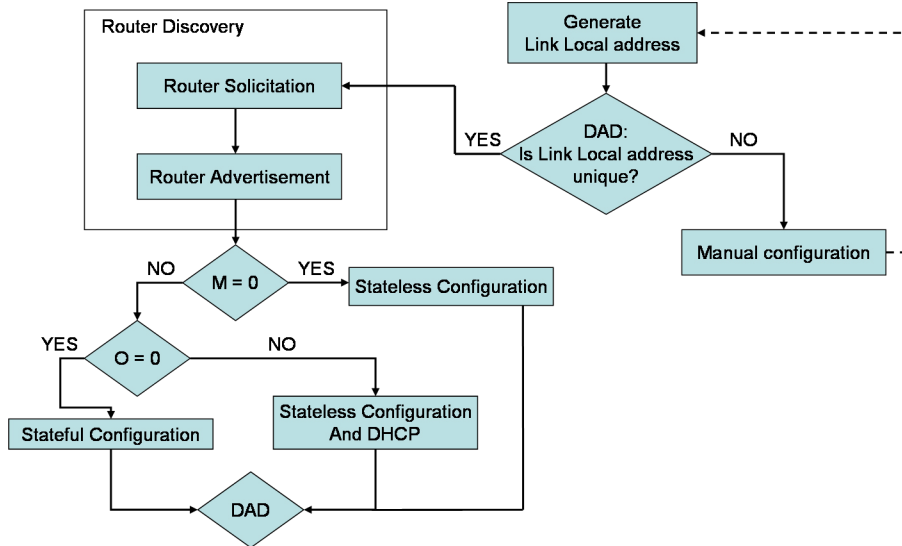 Router Discovery
Router Solicitation
Router Advertisement
Generate
Link Local address
DAD:
Is Link Local address
unique?
YES
NO
Manual configuration
M = 0
NO
YES
Stateless Configuration
O = 0
YES
NO
Stateful Configuration
Stateless Configuration
And DHCP
DAD